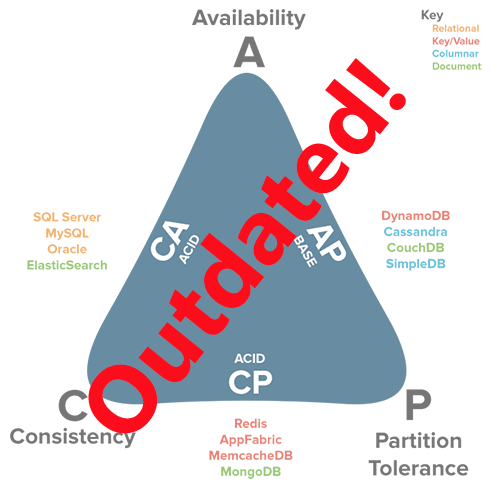 Availability
A
Key
Relational
Key/Value
Columnar
Document
SQL Server
MySQL
Oracle
ElasticSearch
CA
ACID
AP
BASE
DynamoDB
Cassandra
CouchDB
SimpleDB
Outdated!
ACID
CP
C
Consistency
P
Partition
Tolerance
Redis
AppFabric
MemcacheDB
MongoDB